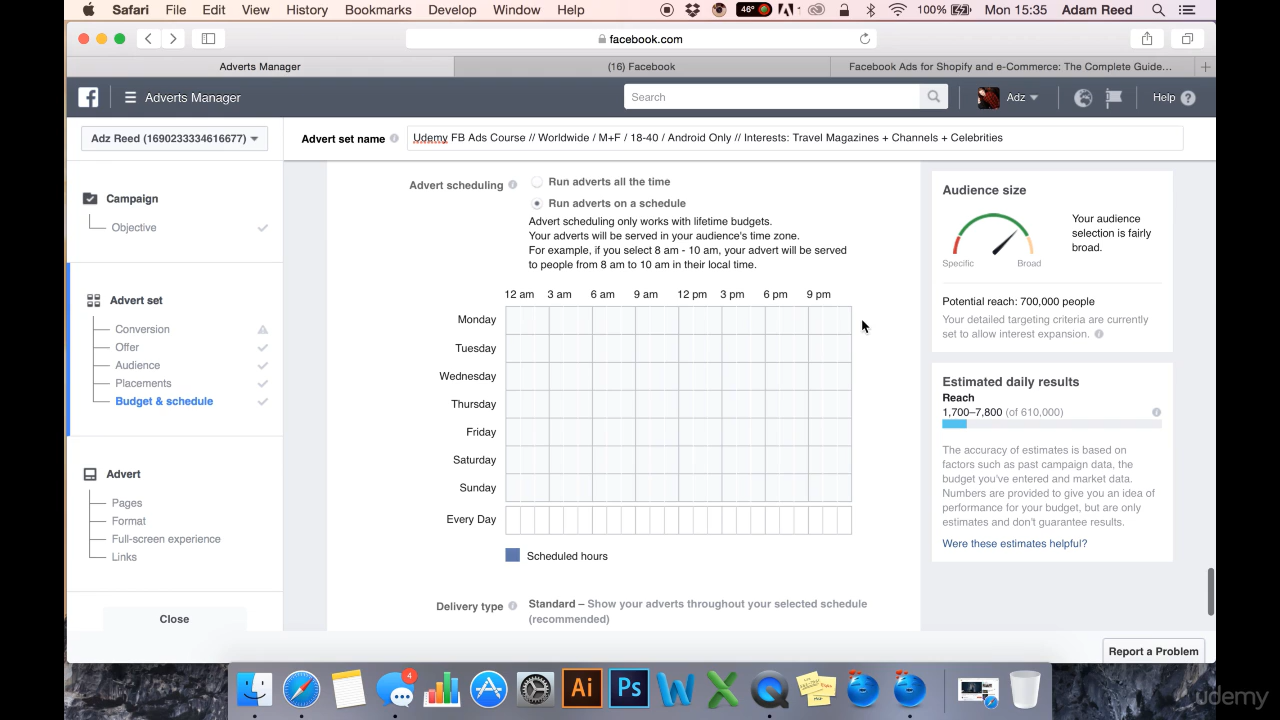 Safari File Edit View History Bookmarks Develop Window Help 46° 1 100% Mon 15:35 Adam Reed
facebook.com
Adverts Manager (16) Facebook Facebook Ads for Shopify and e-Commerce: The Complete Guide...
Adverts Manager Search Adz Help
Adz Reed (1690233334616677) Advert set name Udemy FB Ads Course // Worldwide / M+F / 18-40 / Android Only // Interests: Travel Magazines + Channels + Celebrities
Campaign
Objective
Advert set
Conversion
Offer
Audience
Placements
Budget & schedule
Advert
Pages
Format
Full-screen experience
Links
Close
Advert scheduling Run adverts all the time
Run adverts on a schedule
Advert scheduling only works with lifetime budgets.
Your adverts will be served in your audience's time zone.
For example, if you select 8 am - 10 am, your advert will be served
to people from 8 am to 10 am in their local time.
12 am 3 am 6 am 9 am 12 pm 3 pm 6 pm 9 pm
Monday
Tuesday
Wednesday
Thursday
Friday
Saturday
Sunday
Every Day
Scheduled hours
Delivery type Standard – Show your adverts throughout your selected schedule
(recommended)
Audience size
Your audience
selection is fairly
broad.
Specific Broad
Potential reach: 700,000 people
Your detailed targeting criteria are currently
set to allow interest expansion.
Estimated daily results
Reach
1,700–7,800 (of 610,000)
The accuracy of estimates is based on
factors such as past campaign data, the
budget you've entered and market data.
Numbers are provided to give you an idea of
performance for your budget, but are only
estimates and don't guarantee results.
Were these estimates helpful?
Report a Problem
4
Ai Ps
udemy